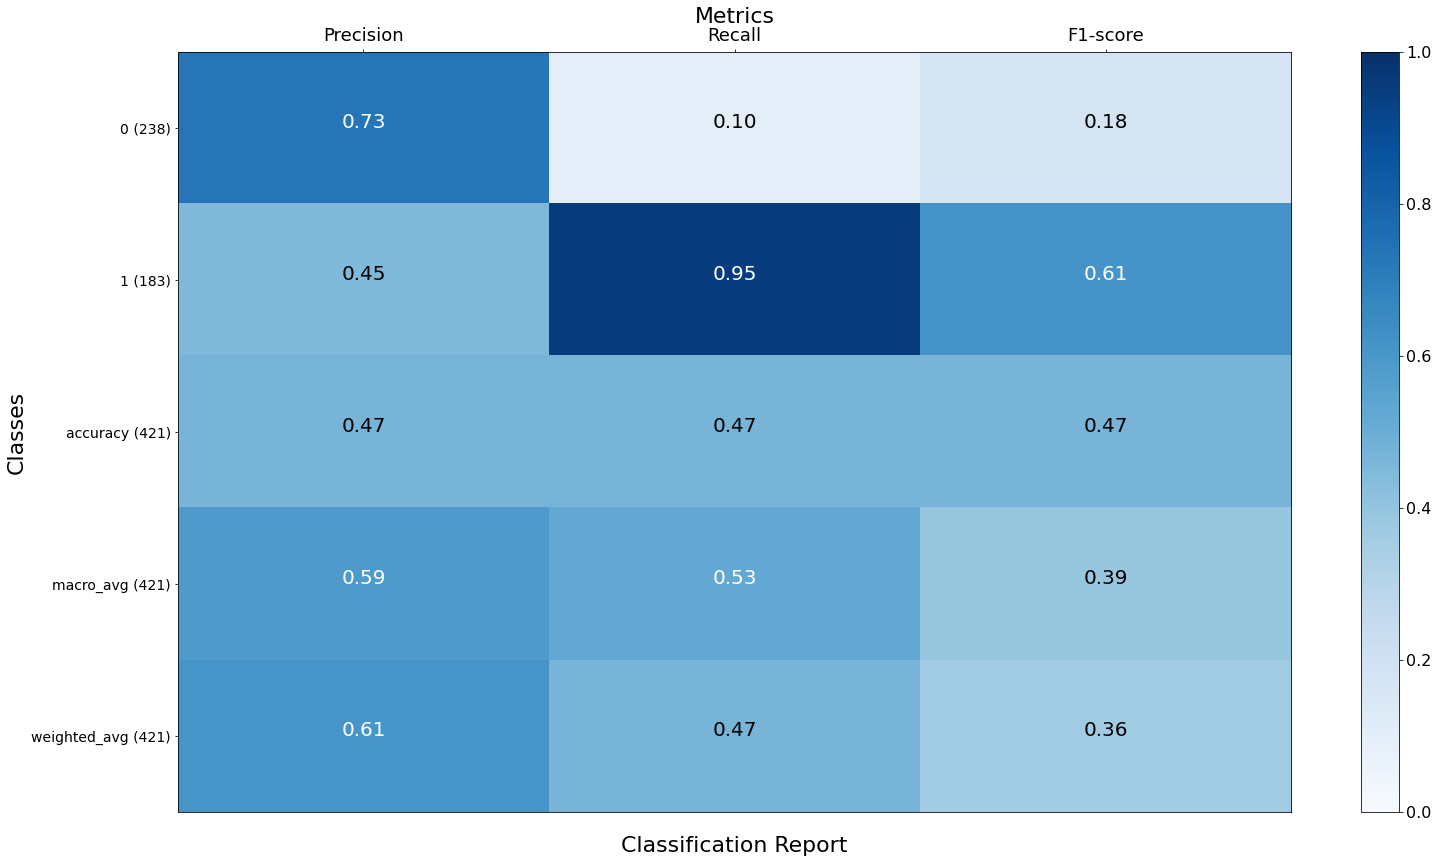 Metrics
Precision Recall F1-score
0 (238) 0.73 0.10 0.18
1 (183) 0.45 0.95 0.61
accuracy (421) 0.47 0.47 0.47
macro_avg (421) 0.59 0.53 0.39
weighted_avg (421) 0.61 0.47 0.36
Classes
Classification Report
1.0
0.8
0.6
0.4
0.2
0.0